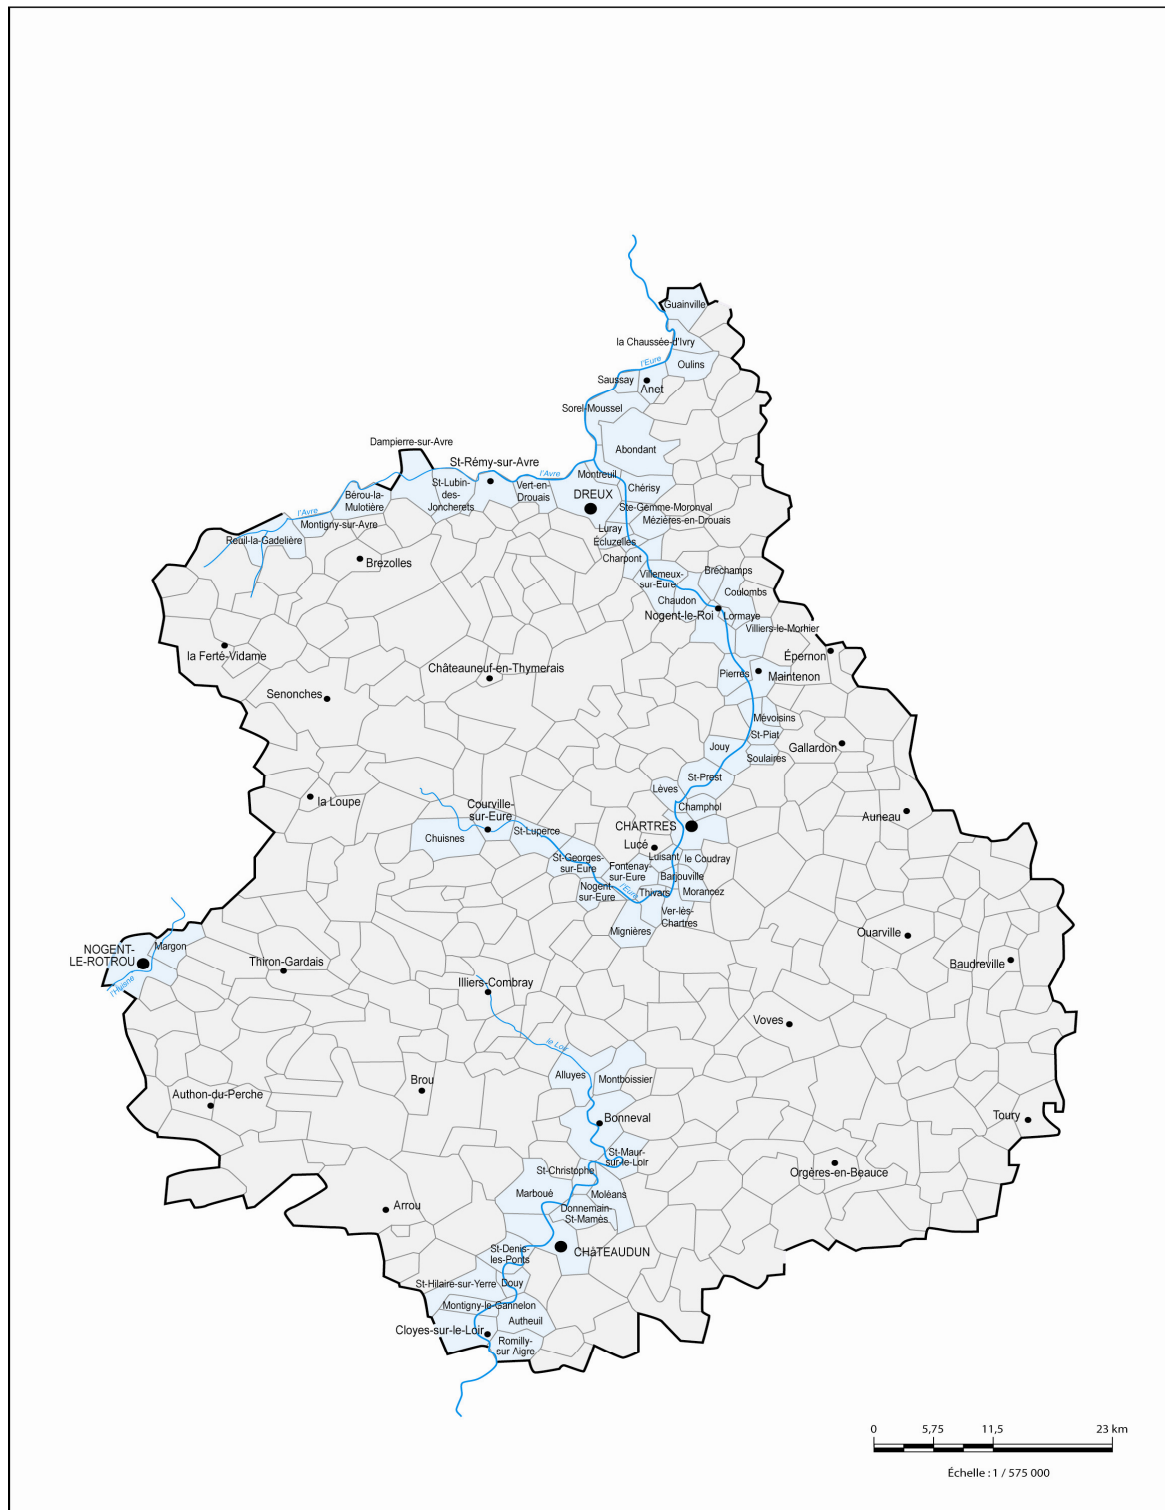 Guainville
la Chaussée-d'Ivry
l'Eure
Oulins
Saussay
Anet
Sorel-Moussel
Dampierre-sur-Avre
Abondant
St-Rémy-sur-Avre
l'Avre
Montreuil
St-Lubin-
des-
Joncherets
Vert-en-
Drouais
Chérisy
Bérou-la-
Mulotière
DREUX
Ste-Gemme-Moronval
l'Avre
Montigny-sur-Avre
Mézières-en-Drouais
Luray
Reuil-la-Gadelière
Écluzelles
Charpont
Brezolles
Villemeux-
sur-Eure
Bréchamps
Coulombs
Chaudon
Nogent-le-Roi
Lormaye
Villiers-le-Morhier
la Ferté-Vidame
Épernon
Châteauneuf-en-Thymerais
Pierres
Maintenon
Senonches
Mévoisins
St-Piat
Jouy
Gallardon
Soulaires
St-Prest
Lèves
la Loupe
Courville-
sur-Eure
Champhol
Auneau
Chuisnes
St-Luperce
CHARTRES
Lucé
Luisant
le Coudray
St-Georges-
sur-Eure
Fontenay-
sur-Eure
Barjouville
Nogent-
sur-Eure
l'Eure
Thivars
Morancez
Ver-lès-
Chartres
Mignières
Ouarville
NOGENT-
LE-ROTROU
Margon
Thiron-Gardais
Baudreville
l'Huisne
Illiers-Combray
Voves
le Loir
Alluyes
Montboissier
Brou
Authon-du-Perche
Bonneval
Toury
St-Maur-
sur-le-Loir
St-Christophe
Orgères-en-Beauce
Marboué
Moléans
Arrou
Donnemain-
St-Mamès
St-Denis-
les-Ponts
CHâTEAUDUN
St-Hilaire-sur-Yerre
Douy
Montigny-le-Gannelon
Autheuil
Cloyes-sur-le-Loir
Romilly-
sur Aigre
0 5,75 11,5 23 km
Échelle : 1 / 575 000